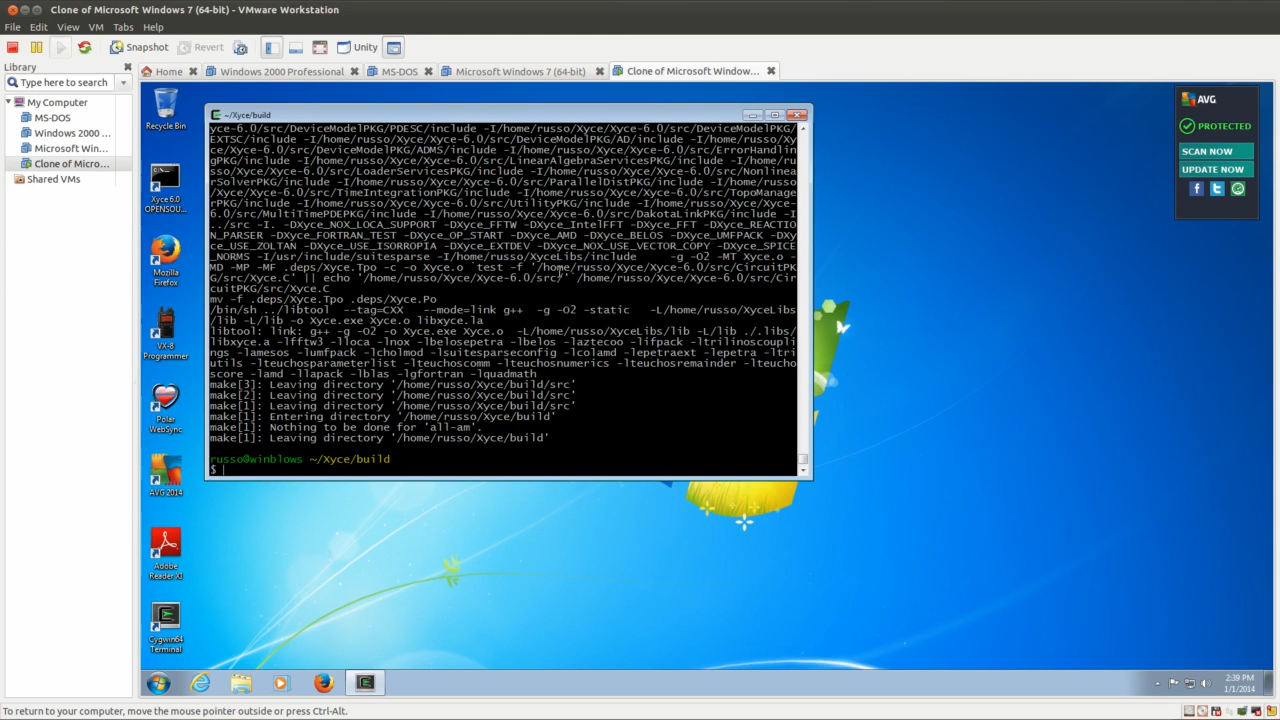 Clone of Microsoft Windows 7 (64-bit) - VMware Workstation
File Edit View VM Tabs Help
Snapshot Revert Unity
Library
Type here to search
My Computer
MS-DOS
Windows 2000 ...
Microsoft Win...
Clone of Micro...
Shared VMs
Home Windows 2000 Professional MS-DOS Microsoft Windows 7 (64-bit) Clone of Microsoft Window...
Recycle Bin
Xyce 6.0
OPENSOU...
Mozilla
Firefox
VX-8
Programmer
Polar
WebSync
AVG 2014
Adobe
Reader XI
Cygwin64
Terminal
~/Xyce/build
yce-6.0/src/DeviceModelPKG/PDESC/include -I/home/russo/Xyce/Xyce-6.0/src/DeviceModelPKG/
EXTSC/include -I/home/russo/Xyce/Xyce-6.0/src/DeviceModelPKG/AD/include -I/home/russo/Xy
ce/Xyce-6.0/src/DeviceModelPKG/ADMS/include -I/home/russo/Xyce/Xyce-6.0/src/ErrorHandlin
gPKG/include -I/home/russo/Xyce/Xyce-6.0/src/LinearAlgebraServicesPKG/include -I/home/ru
sso/Xyce/Xyce-6.0/src/LoaderServicesPKG/include -I/home/russo/Xyce/Xyce-6.0/src/Nonlinea
rSolverPKG/include -I/home/russo/Xyce/Xyce-6.0/src/ParallelDistPKG/include -I/home/russo
/Xyce/Xyce-6.0/src/TimeIntegrationPKG/include -I/home/russo/Xyce/Xyce-6.0/src/TopoManage
rPKG/include -I/home/russo/Xyce/Xyce-6.0/src/UtilityPKG/include -I/home/russo/Xyce/Xyce-
6.0/src/MultiTimePDEPKG/include -I/home/russo/Xyce/Xyce-6.0/src/DakotaLinkPKG/include -I
../src -I. -DXyce_NOX_LOCA_SUPPORT -DXyce_FFTW -DXyce_IntelFFT -DXyce_FFT -DXyce_REACTIO
N_PARSER -DXyce_FORTRAN_TEST -DXyce_OP_START -DXyce_AMD -DXyce_BELOS -DXyce_UMFPACK -DXy
ce_USE_ZOLTAN -DXyce_USE_ISORROPIA -DXyce_EXTDEV -DXyce_NOX_USE_VECTOR_COPY -DXyce_SPICE
_NORMS -I/usr/include/suitesparse -I/home/russo/XyceLibs/include -g -O2 -MT Xyce.o -
MD -MP -MF .deps/Xyce.Tpo -c -o Xyce.o `test -f '/home/russo/Xyce/Xyce-6.0/src/CircuitPK
G/src/Xyce.C' || echo '/home/russo/Xyce/Xyce-6.0/src/'`/home/russo/Xyce/Xyce-6.0/src/Cir
cuitPKG/src/Xyce.C
mv -f .deps/Xyce.Tpo .deps/Xyce.Po
/bin/sh ../libtool --tag=CXX --mode=link g++ -g -O2 -static -L/home/russo/XyceLibs
/lib -L/lib -o Xyce.exe Xyce.o libxyce.la
libtool: link: g++ -g -O2 -o Xyce.exe Xyce.o -L/home/russo/XyceLibs/lib -L/lib ./.libs/
libxyce.a -lfftw3 -lloca -lnox -lbelosepetra -lbelos -laztecoo -lifpack -ltrilinoscoupli
ngs -lamesos -lumfpack -lcholmod -lsuitesparseconfig -lcolamd -lepetraext -lepetra -ltri
utils -lteuchosparameterlist -lteuchoscomm -lteuchosnumerics -lteuchosremainder -lteucho
score -lamd -llapack -lblas -lgfortran -lquadmath
make[3]: Leaving directory '/home/russo/Xyce/build/src'
make[2]: Leaving directory '/home/russo/Xyce/build/src'
make[1]: Leaving directory '/home/russo/Xyce/build/src'
make[1]: Entering directory '/home/russo/Xyce/build'
make[1]: Nothing to be done for 'all-am'.
make[1]: Leaving directory '/home/russo/Xyce/build'
russo@winblows ~/Xyce/build
$
AVG
PROTECTED
SCAN NOW
UPDATE NOW
2:39 PM
1/1/2014
To return to your computer, move the mouse pointer outside or press Ctrl-Alt.